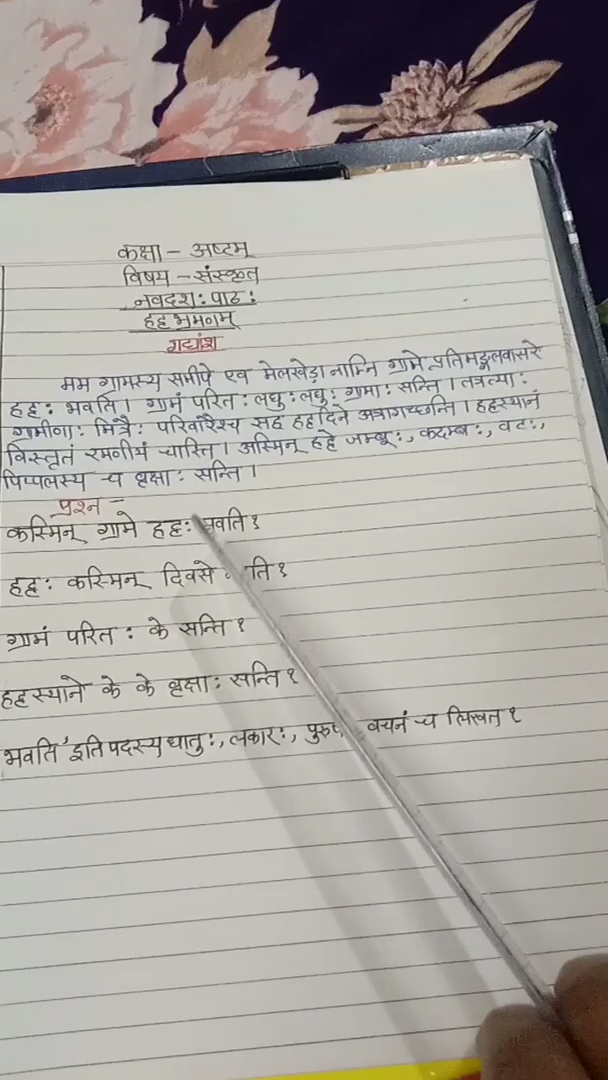 कक्षा - अष्टम्
विषय - संस्कृत
नवदश: पाठ :
हट्ट भ्रमणम्
गद्यांश
मम ग्रामस्य समीपे एव मेलखेड़ा नाम्नि ग्रामे प्रतिमङ्गलवासरे
हट्ट: भवति। ग्रामं परित: लघु: लघु: ग्रामा: सन्ति। तत्रत्या:
ग्रामीणा: मित्रै: परिवारैश्च सह हट्टदिने अत्रागच्छन्ति। हट्टस्थानं
विस्तृतं रमणीयं चास्ति। अस्मिन् हट्टे जम्बू:, कदम्ब:, वट:,
पिप्पलस्य च वृक्षा: सन्ति।
प्रश्न -
कस्मिन् ग्रामे हट्ट: भवति?
हट्ट: कस्मिन् दिवसे ति?
ग्रामं परित: के सन्ति?
हट्टस्थाने के के वृक्षा: सन्ति?
भवति 'इति पदस्य धातु:, लकार:, पुरु वचनं च लिखत?